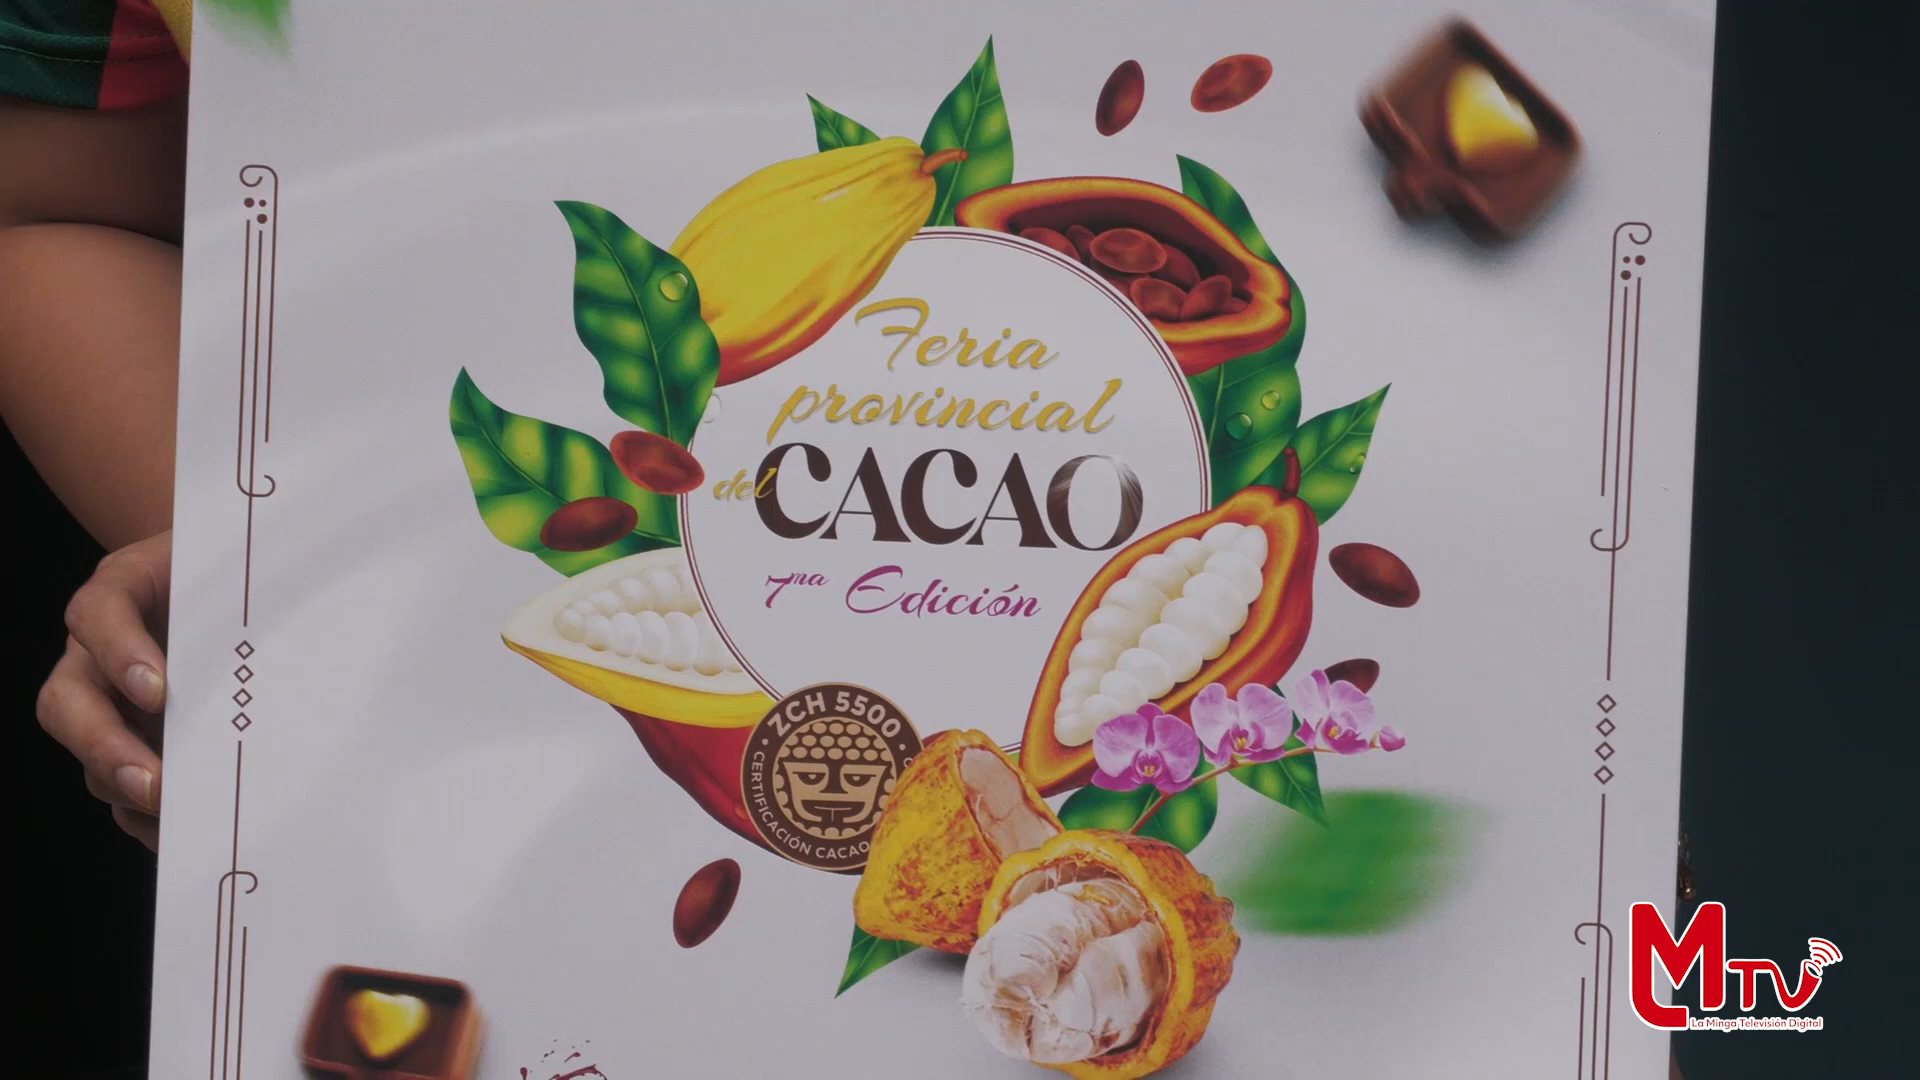 Feria
provincial
del CACAO
7ma Edición
ZCH 5500
CERTIFICACIÓN CACAO
MTV
La Minga Televisión Digital